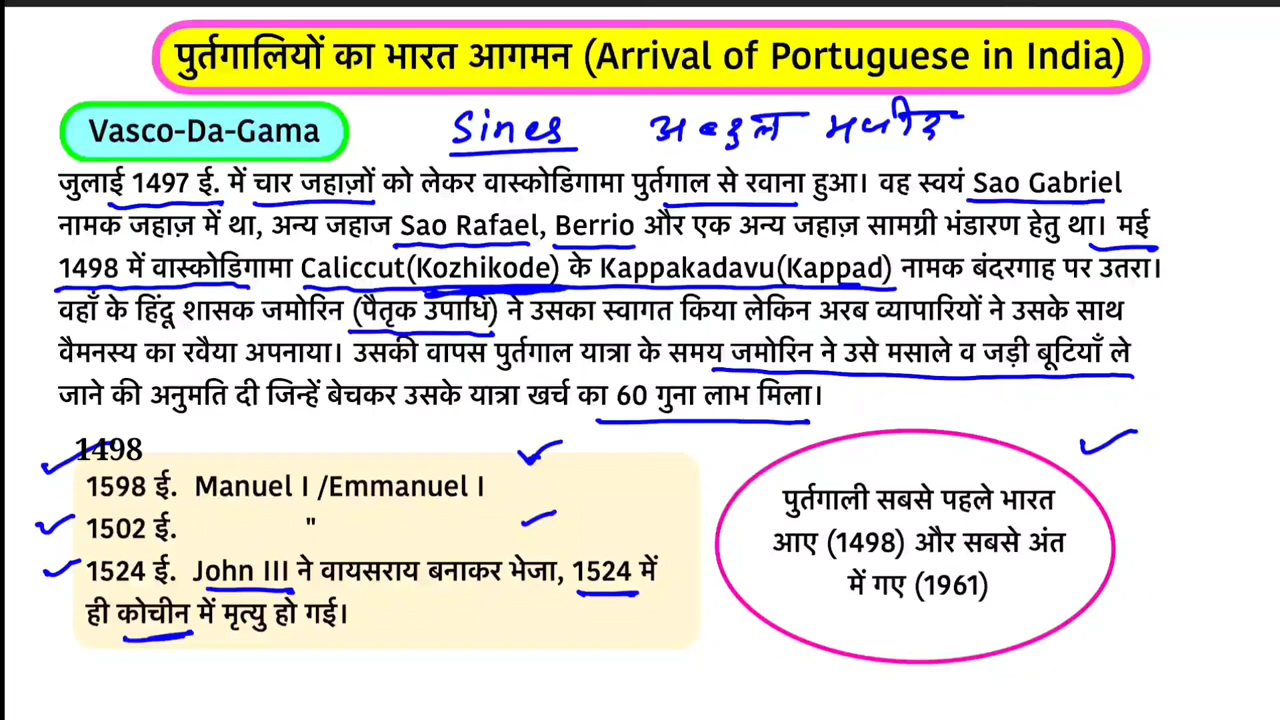 पुर्तगालियों का भारत आगमन (Arrival of Portuguese in India)
Vasco-Da-Gama
Sines
जुलाई 1497 ई. में चार जहाज़ों को लेकर वास्कोडिगामा पुर्तगाल से रवाना हुआ। वह स्वयं Sao Gabriel
नामक जहाज़ में था, अन्य जहाज Sao Rafael, Berrio और एक अन्य जहाज़ सामग्री भंडारण हेतु था। मई
1498 में वास्कोडिगामा Caliccut(Kozhikode) के Kappakadavu(Kappad) नामक बंदरगाह पर उतरा।
वहाँ के हिंदू शासक जमोरिन (पैतृक उपाधि) ने उसका स्वागत किया लेकिन अरब व्यापारियों ने उसके साथ
वैमनस्य का रवैया अपनाया। उसकी वापस पुर्तगाल यात्रा के समय जमोरिन ने उसे मसाले व जड़ी बूटियाँ ले
जाने की अनुमति दी जिन्हें बेचकर उसके यात्रा खर्च का 60 गुना लाभ मिला।
1498
1598 ई. Manuel I /Emmanuel I
1502 ई. "
1524 ई. John III ने वायसराय बनाकर भेजा, 1524 में
ही कोचीन में मृत्यु हो गई।
पुर्तगाली सबसे पहले भारत
आए (1498) और सबसे अंत
में गए (1961)